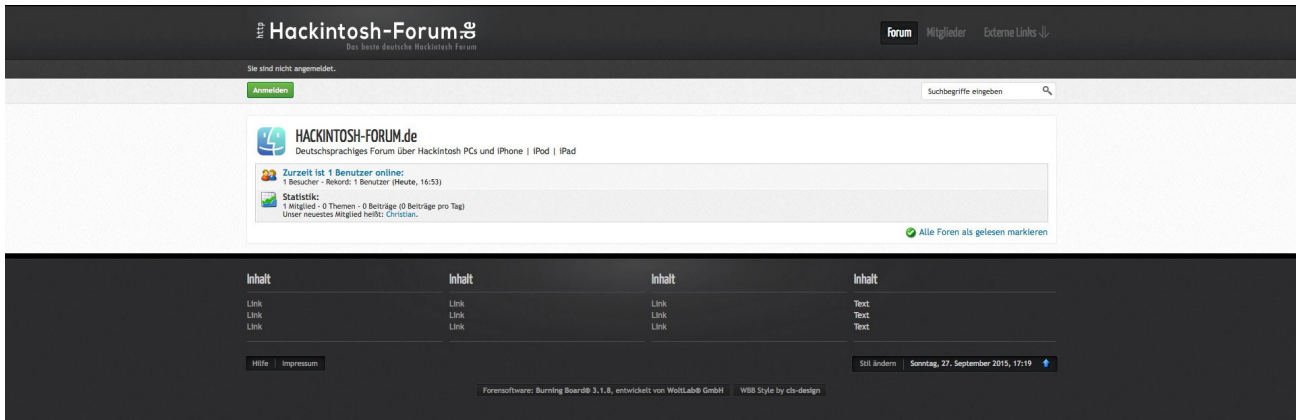 http Hackintosh-Forum.de
Das beste deutsche Hackintosh Forum
Forum Mitglieder Externe Links
Sie sind nicht angemeldet.
Anmelden Suchbegriffe eingeben
HACKINTOSH-FORUM.de
Deutschsprachiges Forum über Hackintosh PCs und iPhone | iPod | iPad
Zurzeit ist 1 Benutzer online:
1 Besucher - Rekord: 1 Benutzer (Heute, 16:53)
Statistik:
1 Mitglied - 0 Themen - 0 Beiträge (0 Beiträge pro Tag)
Unser neuestes Mitglied heißt: Christian.
Alle Foren als gelesen markieren
Inhalt Inhalt Inhalt Inhalt
Link Link Link Text
Link Link Link Text
Link Link Link Text
Hilfe Impressum Stil ändern Sonntag, 27. September 2015, 17:19
Forensoftware: Burning Board® 3.1.8, entwickelt von WoltLab® GmbH WBB Style by cls-design